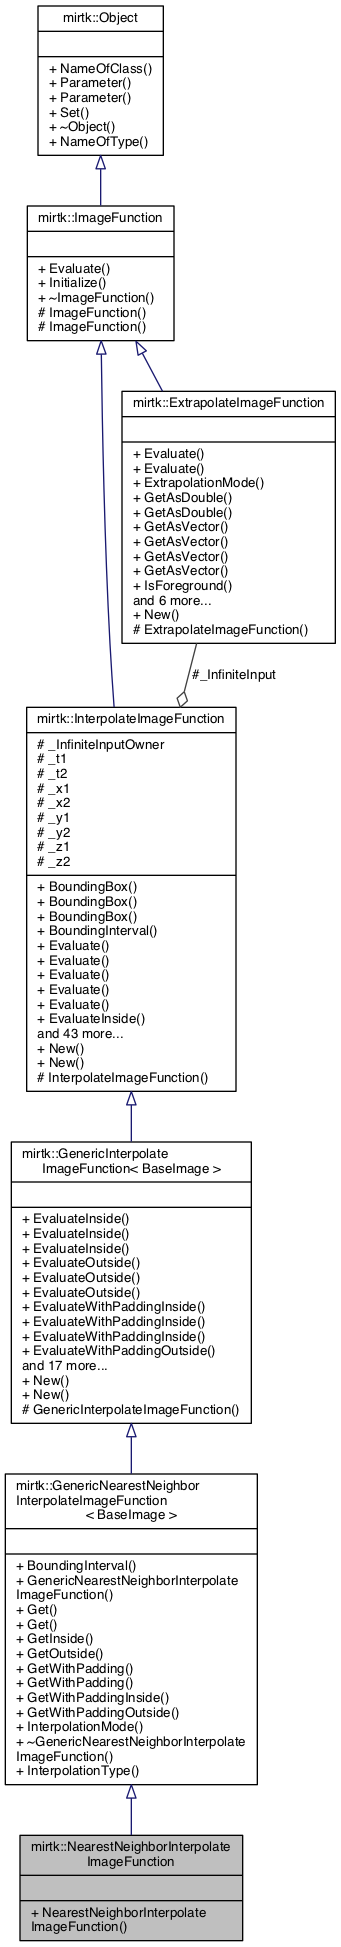 mirtk::Object
+ NameOfClass()
+ Parameter()
+ Parameter()
+ Set()
+ ~Object()
+ NameOfType()
mirtk::ImageFunction
+ Evaluate()
+ Initialize()
+ ~ImageFunction()
# ImageFunction()
# ImageFunction()
mirtk::ExtrapolateImageFunction
+ Evaluate()
+ Evaluate()
+ ExtrapolationMode()
+ GetAsDouble()
+ GetAsDouble()
+ GetAsVector()
+ GetAsVector()
+ GetAsVector()
+ GetAsVector()
+ IsForeground()
and 6 more...
+ New()
# ExtrapolateImageFunction()
#_InfiniteInput
mirtk::InterpolateImageFunction
# _InfiniteInputOwner
# _t1
# _t2
# _x1
# _x2
# _y1
# _y2
# _z1
# _z2
+ BoundingBox()
+ BoundingBox()
+ BoundingBox()
+ BoundingInterval()
+ Evaluate()
+ Evaluate()
+ Evaluate()
+ Evaluate()
+ Evaluate()
+ EvaluateInside()
and 43 more...
+ New()
+ New()
# InterpolateImageFunction()
mirtk::GenericInterpolate
ImageFunction< BaseImage >
+ EvaluateInside()
+ EvaluateInside()
+ EvaluateInside()
+ EvaluateOutside()
+ EvaluateOutside()
+ EvaluateOutside()
+ EvaluateWithPaddingInside()
+ EvaluateWithPaddingInside()
+ EvaluateWithPaddingInside()
+ EvaluateWithPaddingOutside()
and 17 more...
+ New()
+ New()
# GenericInterpolateImageFunction()
mirtk::GenericNearestNeighbor
InterpolateImageFunction
< BaseImage >
+ BoundingInterval()
+ GenericNearestNeighborInterpolate
ImageFunction()
+ Get()
+ Get()
+ GetInside()
+ GetOutside()
+ GetWithPadding()
+ GetWithPadding()
+ GetWithPaddingInside()
+ GetWithPaddingOutside()
+ InterpolationMode()
+ ~GenericNearestNeighborInterpolate
ImageFunction()
+ InterpolationType()
mirtk::NearestNeighborInterpolate
ImageFunction
+ NearestNeighborInterpolate
ImageFunction()